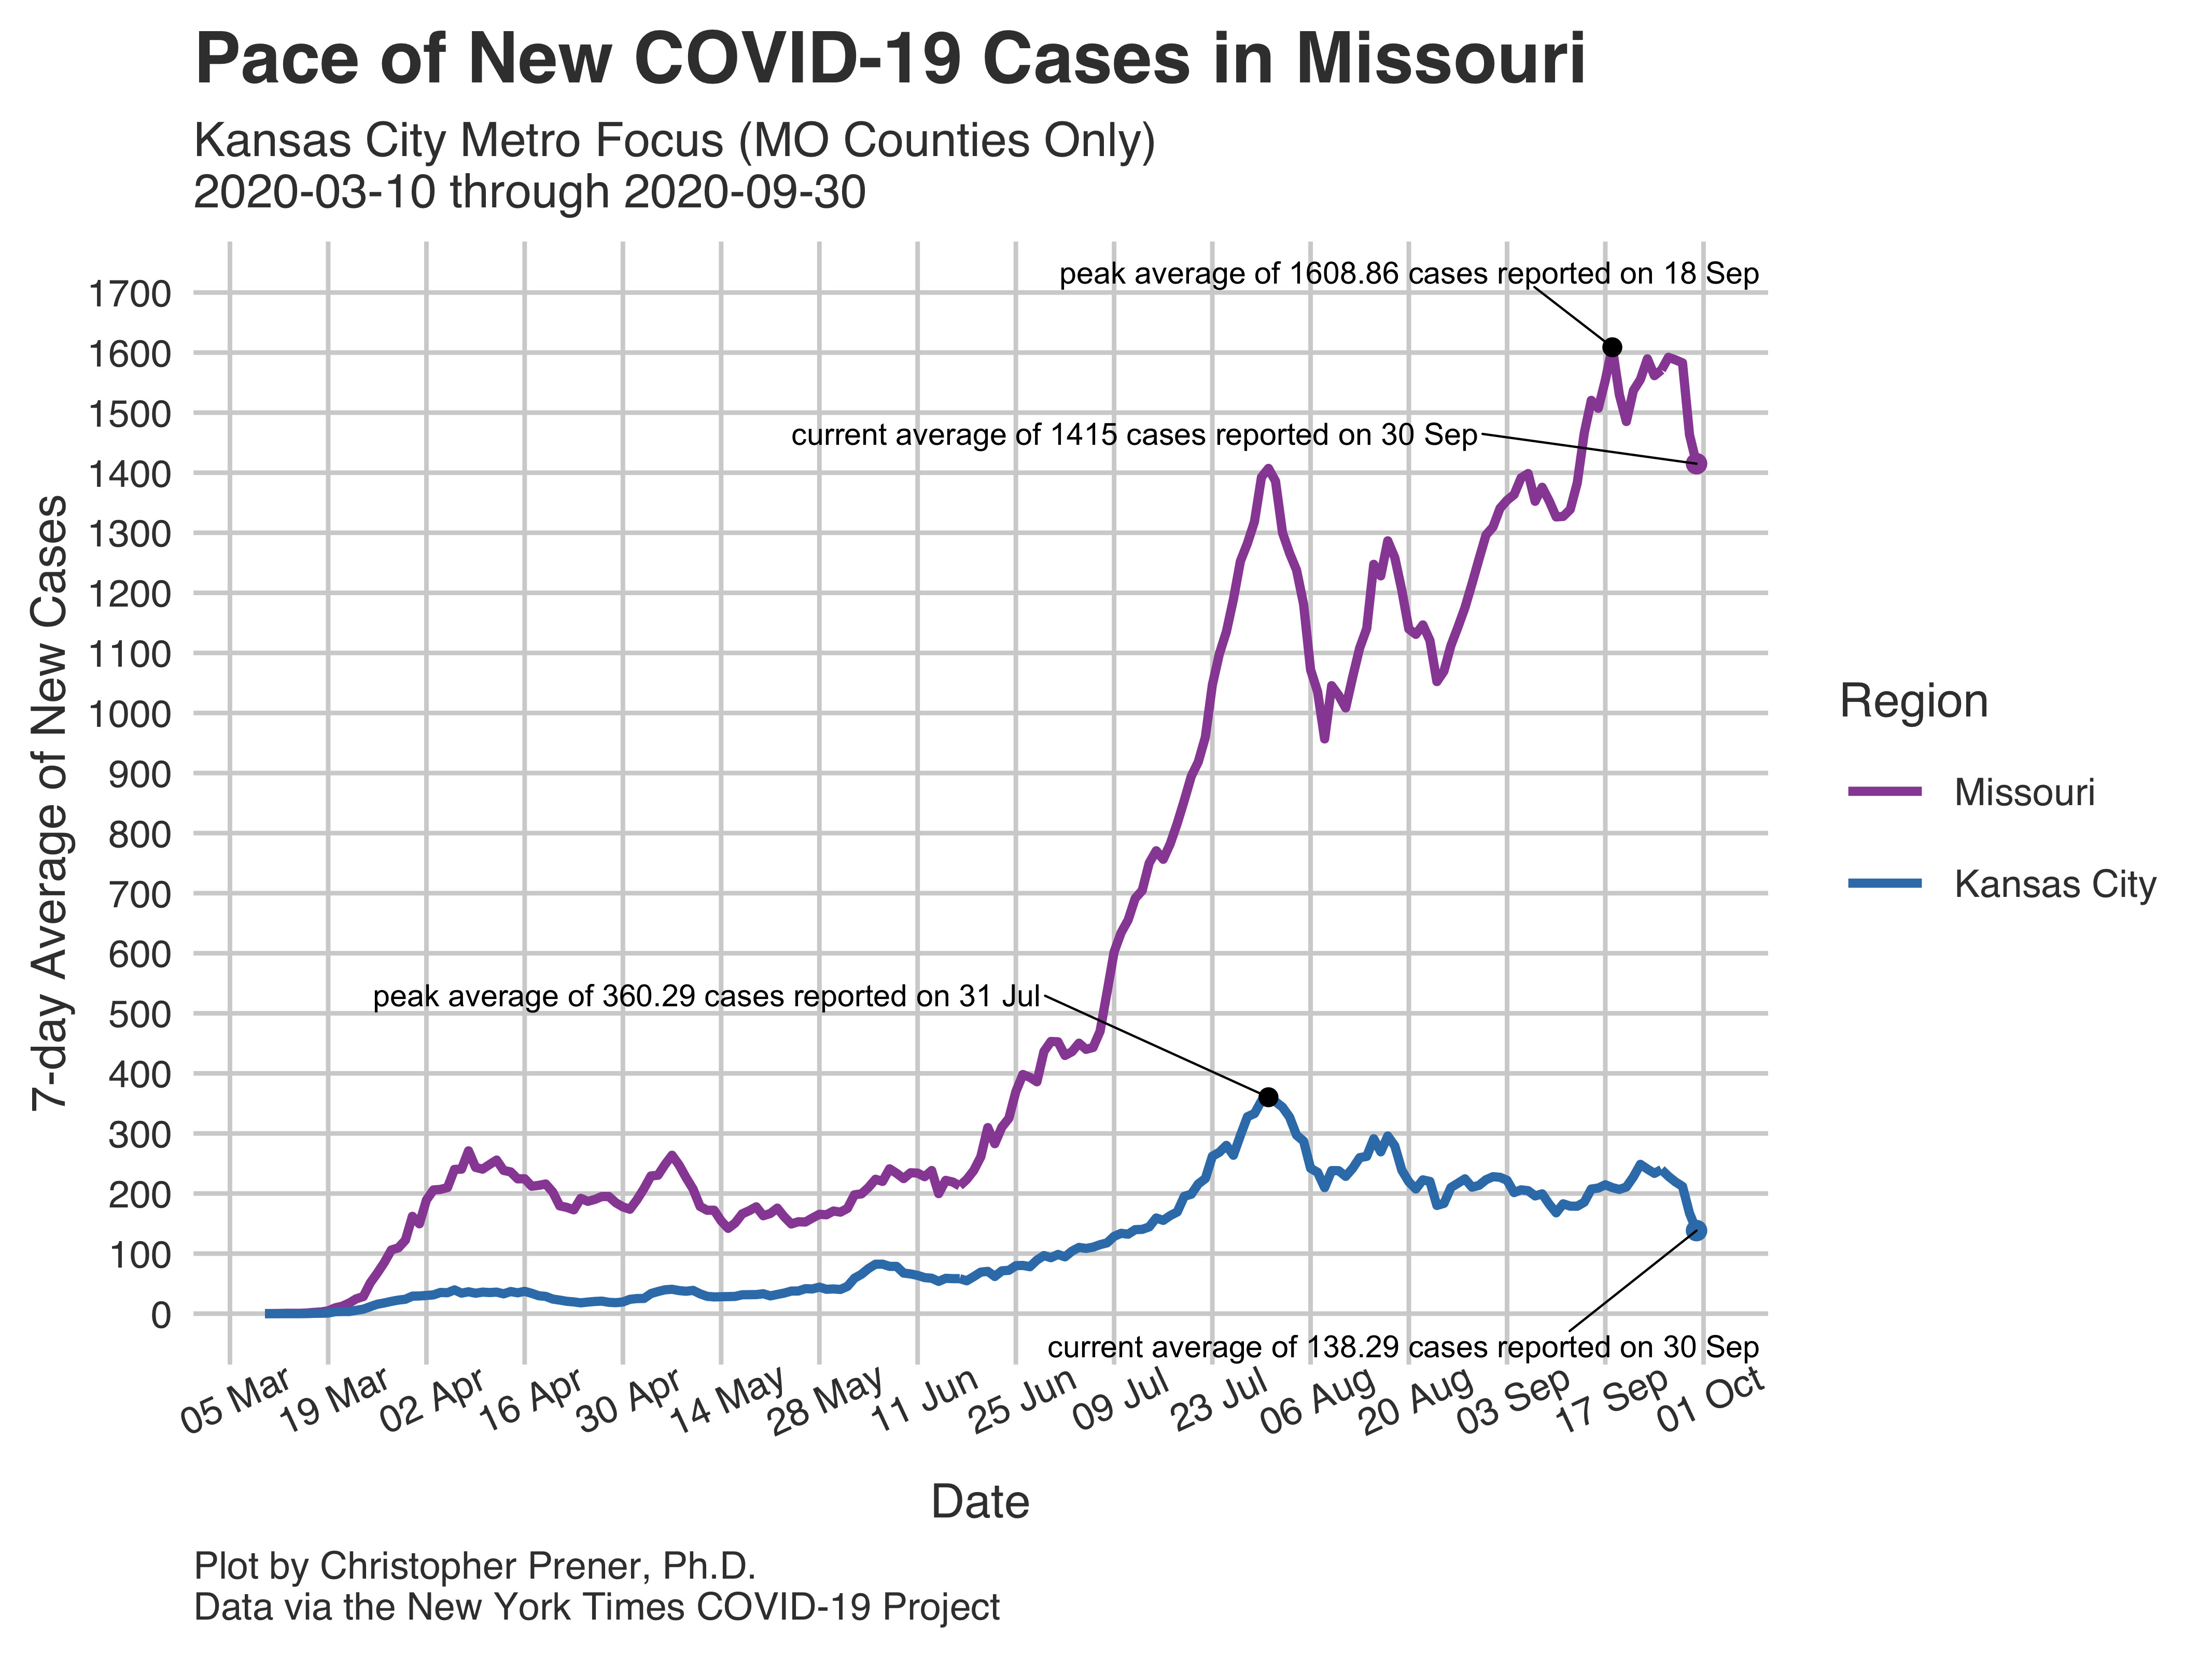 Pace of New COVID-19 Cases in Missouri
Kansas City Metro Focus (MO Counties Only)
2020-03-10 through 2020-09-30
7-day Average of New Cases
1700
1600
1500
1400
1300
1200
1100
1000
900
800
700
600
500
400
300
200
100
0
peak average of 1608.86 cases reported on 18 Sep
current average of 1415 cases reported on 30 Sep
peak average of 360.29 cases reported on 31 Jul
current average of 138.29 cases reported on 30 Sep
Region
Missouri
Kansas City
05 Mar
19 Mar
02 Apr
16 Apr
30 Apr
14 May
28 May
11 Jun
25 Jun
09 Jul
23 Jul
06 Aug
20 Aug
03 Sep
17 Sep
01 Oct
Date
Plot by Christopher Prener, Ph.D.
Data via the New York Times COVID-19 Project